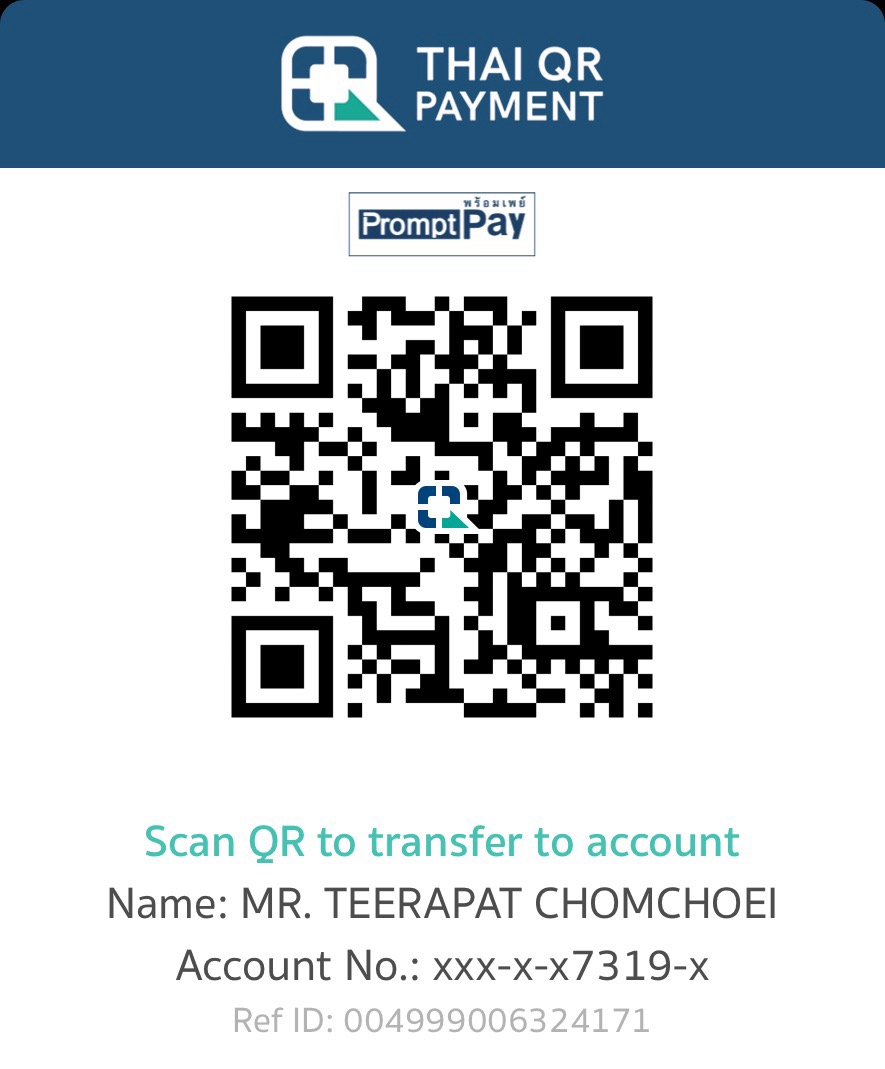 THAI QR
PAYMENT
พร้อมเพย์
PromptPay
Scan QR to transfer to account
Name: MR. TEERAPAT CHOMCHOEI
Account No.: xxx-x-x7319-x
Ref ID: 004999006324171